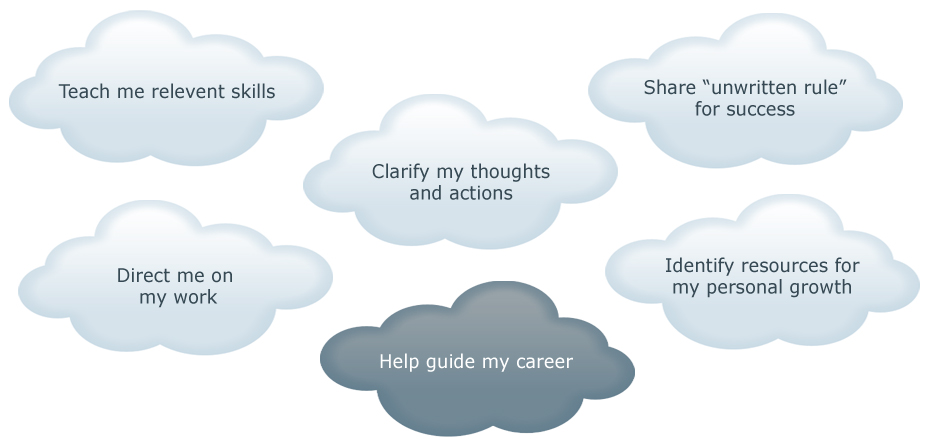 Teach me relevent skills
Share “unwritten rule”
for success
Clarify my thoughts
and actions
Direct me on
my work
Identify resources for
my personal growth
Help guide my career